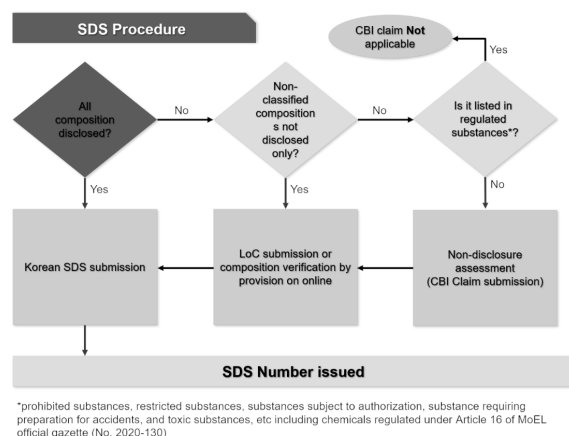 SDS Procedure
CBI claim Not
applicable
Yes
All
composition
disclosed?
No
Non-
classified
composition
s not
disclosed
only?
No
Is it listed in
regulated
substances*?
Yes
Yes
No
Korean SDS submission
LoC submission or
composition verification by
provision on online
Non-disclosure
assessment
(CBI Claim submission)
SDS Number issued
*prohibited substances, restricted substances, substances subject to authorization, substance requiring
preparation for accidents, and toxic substances, etc including chemicals regulated under Article 16 of MoEL
official gazette (No. 2020-130)